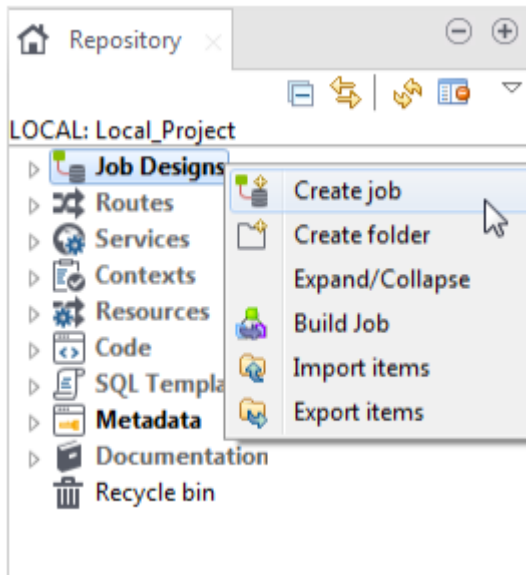 Repository
LOCAL: Local_Project
Job Designs
Routes
Services
Contexts
Resources
Code
SQL Templa
Metadata
Documentation
Recycle bin
Create job
Create folder
Expand/Collapse
Build Job
Import items
Export items